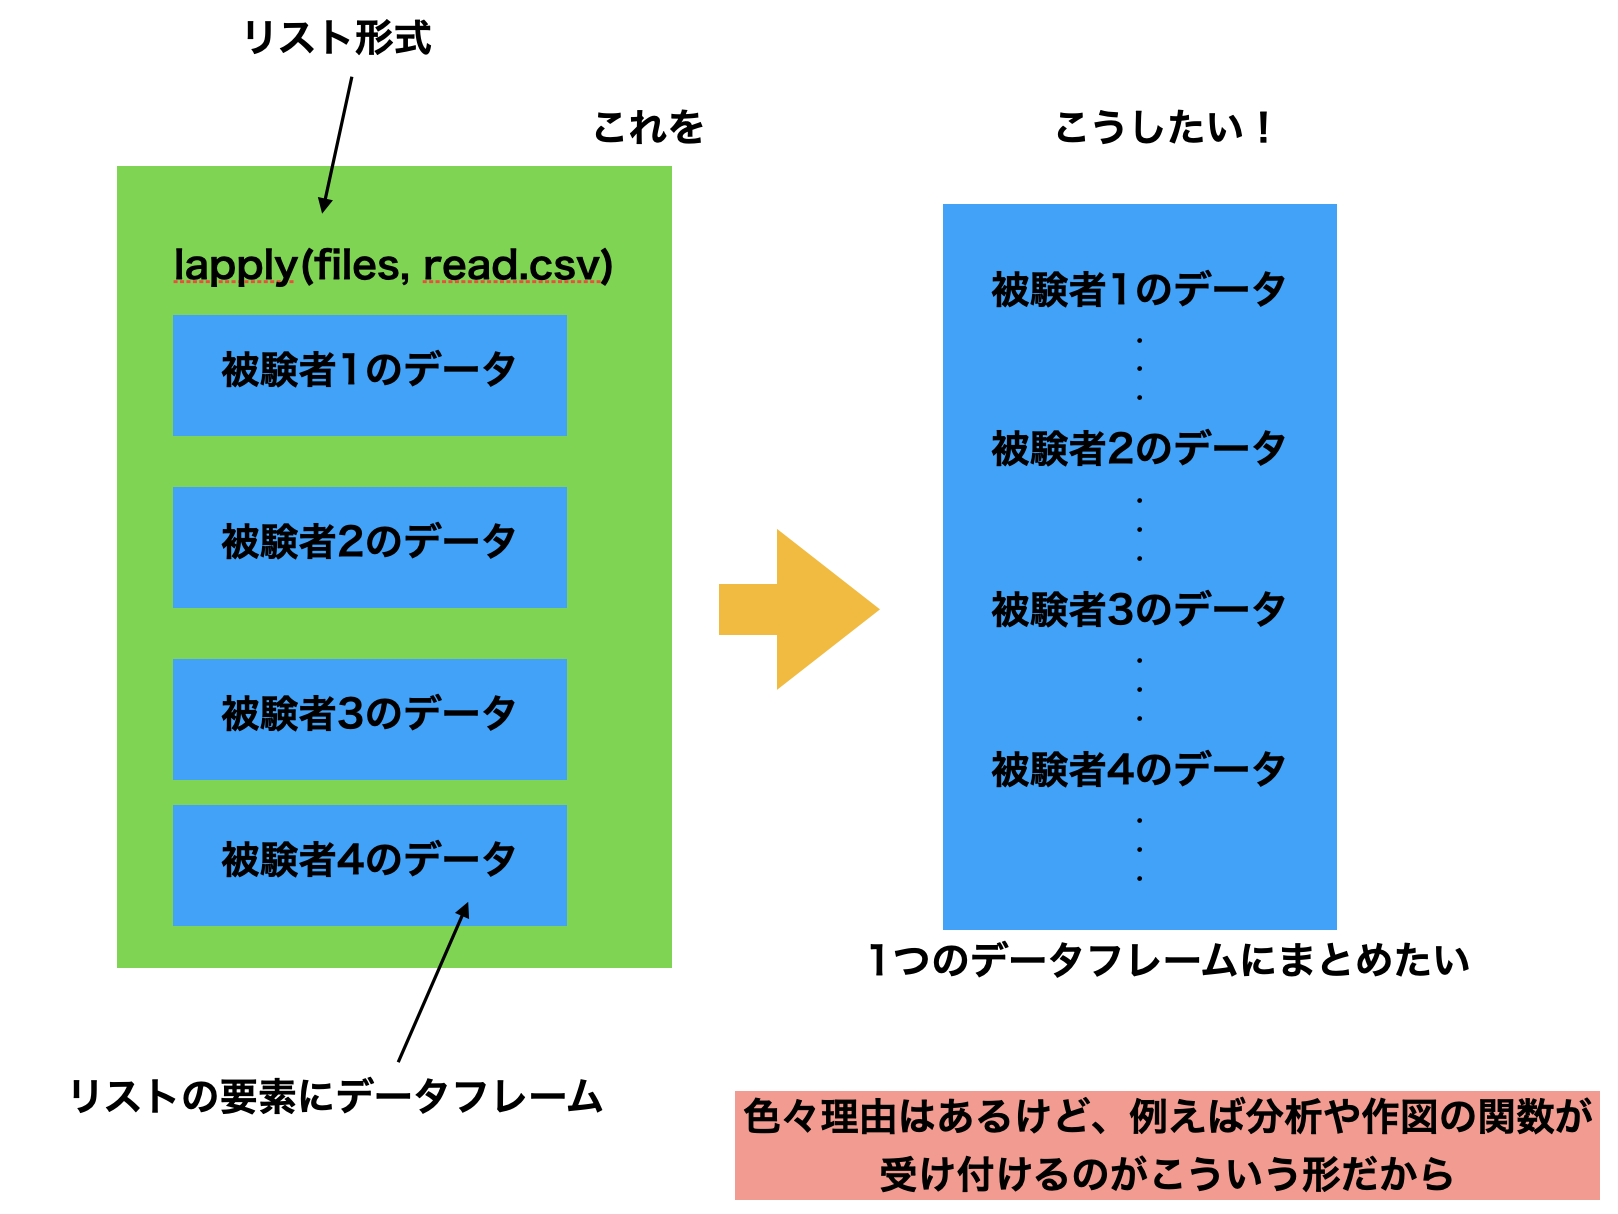 リスト形式
これを
こうしたい！
lapply(files, read.csv)
被験者1のデータ
被験者2のデータ
被験者3のデータ
被験者4のデータ
リストの要素にデータフレーム
被験者1のデータ
・
・
・
被験者2のデータ
・
・
・
被験者3のデータ
・
・
・
被験者4のデータ
・
・
・
1つのデータフレームにまとめたい
色々理由はあるけど、例えば分析や作図の関数が
受け付けるのがこういう形だから